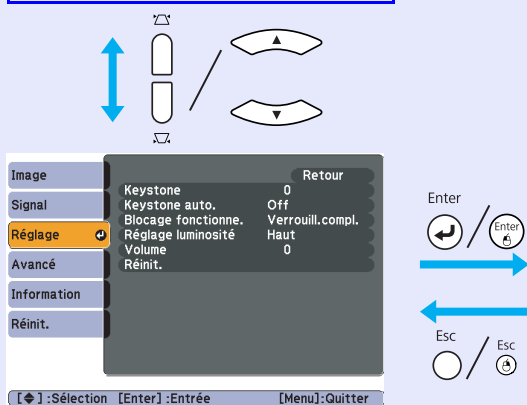 Image
Signal
Réglage
Avancé
Information
Réinit.
Retour
Keystone 0
Keystone auto. Off
Blocage fonctionne. Verrouill.compl.
Réglage luminosité Haut
Volume 0
Réinit.
[ ] :Sélection [Enter] :Entrée [Menu]:Quitter
Enter
Enter
Esc
Esc